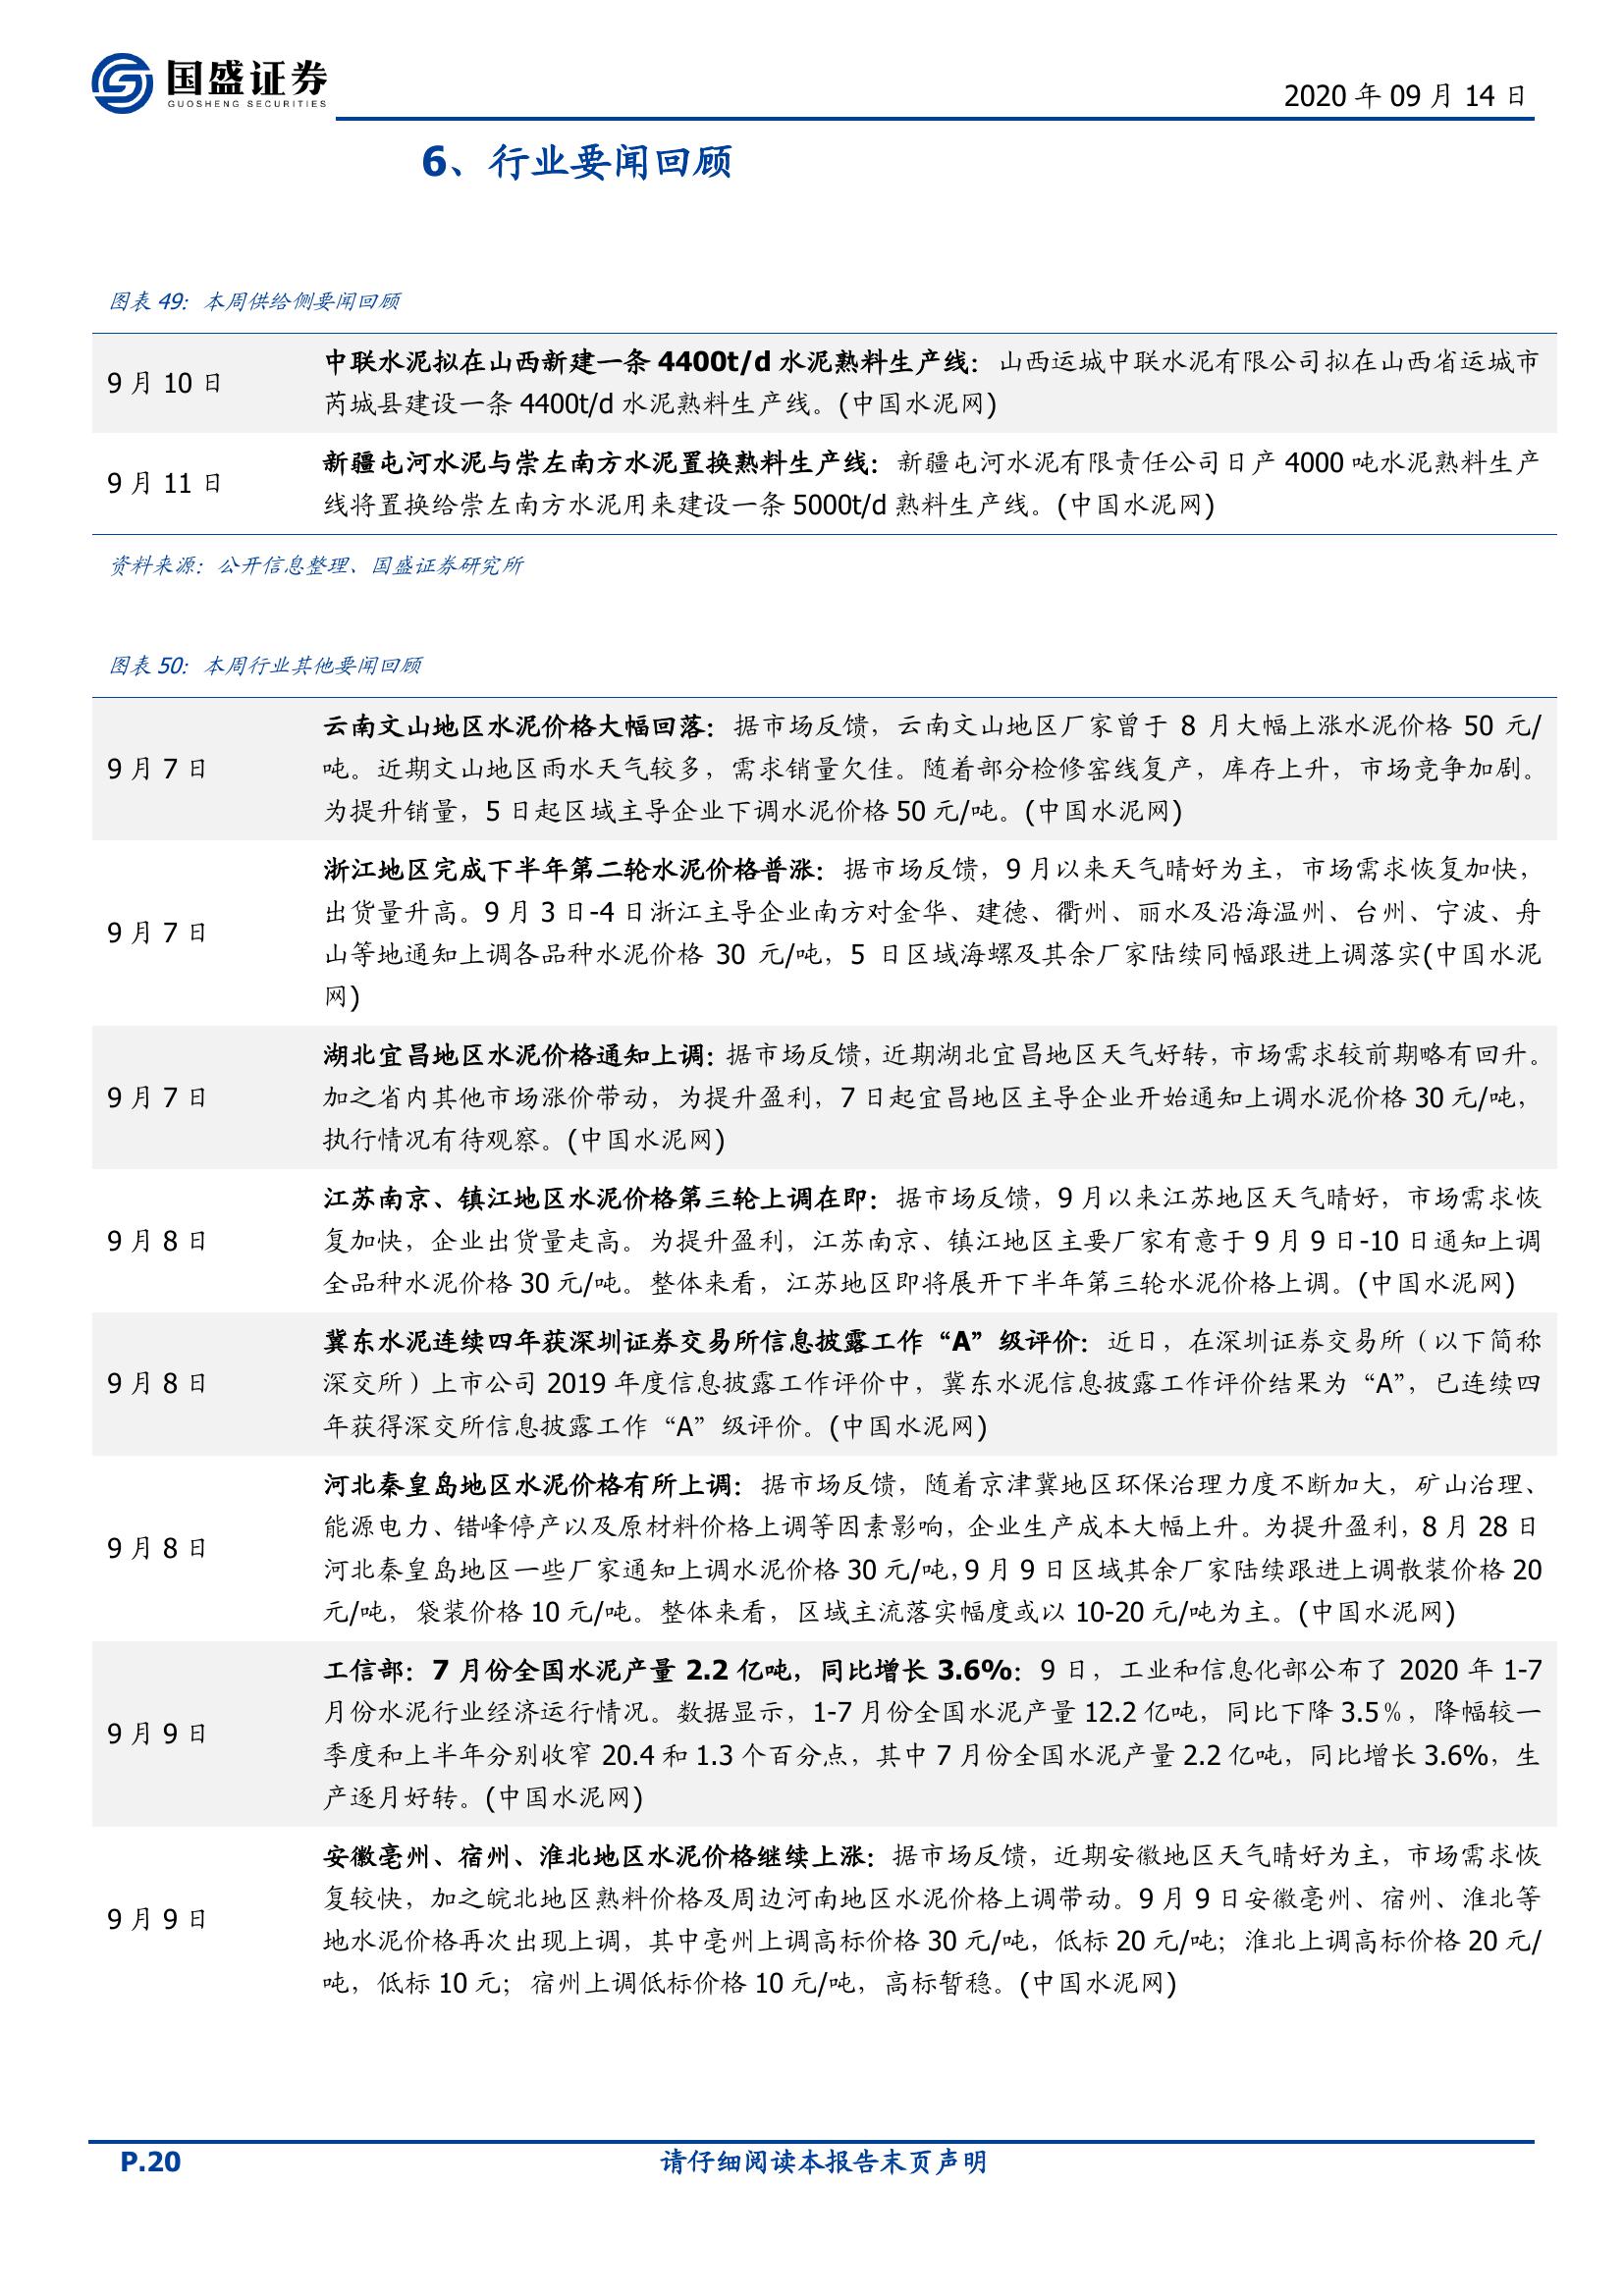 国盛证券
GUOSHENG SECURITIES
2020 年 09 月 14 日
6、行业要闻回顾
图表 49：本周供给侧要闻回顾
9 月 10 日
中联水泥拟在山西新建一条 4400t/d 水泥熟料生产线：山西运城中联水泥有限公司拟在山西省运城市
芮城县建设一条 4400t/d 水泥熟料生产线。(中国水泥网)
9 月 11 日
新疆屯河水泥与崇左南方水泥置换熟料生产线：新疆屯河水泥有限责任公司日产 4000 吨水泥熟料生产
线将置换给崇左南方水泥用来建设一条 5000t/d 熟料生产线。(中国水泥网)
资料来源：公开信息整理、国盛证券研究所
图表 50：本周行业其他要闻回顾
9 月 7 日
云南文山地区水泥价格大幅回落：据市场反馈，云南文山地区厂家曾于 8 月大幅上涨水泥价格 50 元/
吨。近期文山地区雨水天气较多，需求销量欠佳。随着部分检修窑线复产，库存上升，市场竞争加剧。
为提升销量，5 日起区域主导企业下调水泥价格 50 元/吨。(中国水泥网)
9 月 7 日
浙江地区完成下半年第二轮水泥价格普涨：据市场反馈，9 月以来天气晴好为主，市场需求恢复加快，
出货量升高。9 月 3 日-4 日浙江主导企业南方对金华、建德、衢州、丽水及沿海温州、台州、宁波、舟
山等地通知上调各品种水泥价格 30 元/吨，5 日区域海螺及其余厂家陆续同幅跟进上调落实(中国水泥
网)
9 月 7 日
湖北宜昌地区水泥价格通知上调：据市场反馈，近期湖北宜昌地区天气好转，市场需求较前期略有回升。
加之省内其他市场涨价带动，为提升盈利，7 日起宜昌地区主导企业开始通知上调水泥价格 30 元/吨，
执行情况有待观察。(中国水泥网)
9 月 8 日
江苏南京、镇江地区水泥价格第三轮上调在即：据市场反馈，9 月以来江苏地区天气晴好，市场需求恢
复加快，企业出货量走高。为提升盈利，江苏南京、镇江地区主要厂家有意于 9 月 9 日-10 日通知上调
全品种水泥价格 30 元/吨。整体来看，江苏地区即将展开下半年第三轮水泥价格上调。(中国水泥网)
9 月 8 日
冀东水泥连续四年获深圳证券交易所信息披露工作“A”级评价：近日，在深圳证券交易所（以下简称
深交所）上市公司 2019 年度信息披露工作评价中，冀东水泥信息披露工作评价结果为“A”，已连续四
年获得深交所信息披露工作“A”级评价。(中国水泥网)
9 月 8 日
河北秦皇岛地区水泥价格有所上调：据市场反馈，随着京津冀地区环保治理力度不断加大，矿山治理、
能源电力、错峰停产以及原材料价格上调等因素影响，企业生产成本大幅上升。为提升盈利，8 月 28 日
河北秦皇岛地区一些厂家通知上调水泥价格 30 元/吨，9 月 9 日区域其余厂家陆续跟进上调散装价格 20
元/吨，袋装价格 10 元/吨。整体来看，区域主流落实幅度或以 10-20 元/吨为主。(中国水泥网)
9 月 9 日
工信部：7 月份全国水泥产量 2.2 亿吨，同比增长 3.6%：9 日，工业和信息化部公布了 2020 年 1-7
月份水泥行业经济运行情况。数据显示，1-7 月份全国水泥产量 12.2 亿吨，同比下降 3.5％，降幅较一
季度和上半年分别收窄 20.4 和 1.3 个百分点，其中 7 月份全国水泥产量 2.2 亿吨，同比增长 3.6%，生
产逐月好转。(中国水泥网)
9 月 9 日
安徽亳州、宿州、淮北地区水泥价格继续上涨：据市场反馈，近期安徽地区天气晴好为主，市场需求恢
复较快，加之皖北地区熟料价格及周边河南地区水泥价格上调带动。9 月 9 日安徽亳州、宿州、淮北等
地水泥价格再次出现上调，其中亳州上调高标价格 30 元/吨，低标 20 元/吨；淮北上调高标价格 20 元/
吨，低标 10 元；宿州上调低标价格 10 元/吨，高标暂稳。(中国水泥网)
P.20
请仔细阅读本报告末页声明